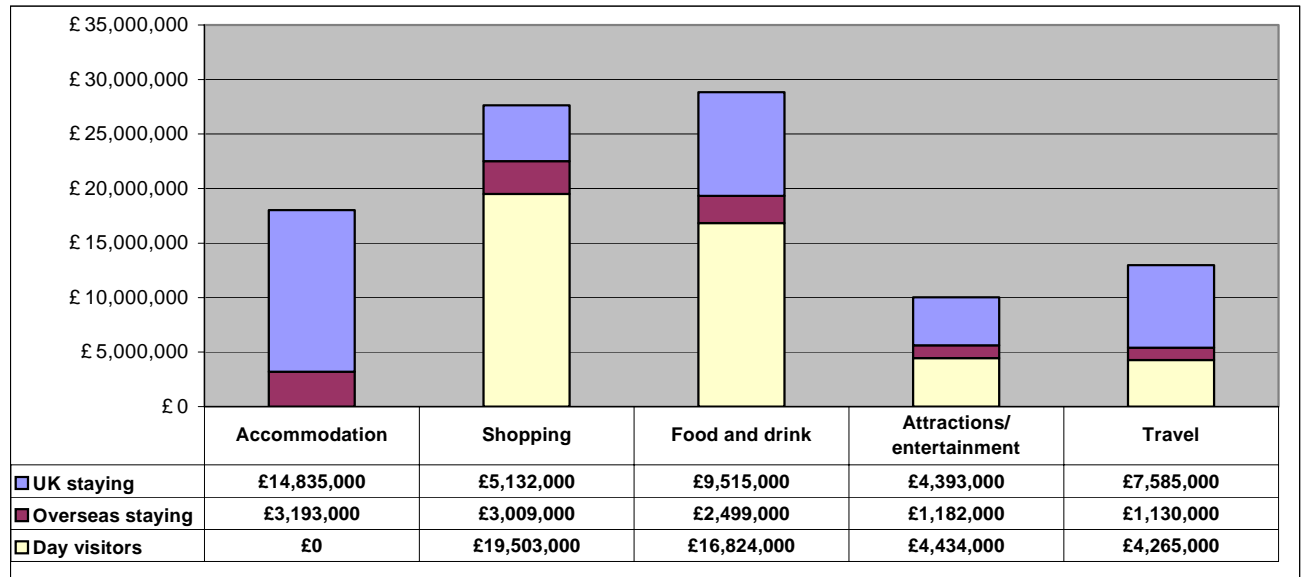 £ 35,000,000
£ 30,000,000
£ 25,000,000
£ 20,000,000
£ 15,000,000
£ 10,000,000
£ 5,000,000
£ 0
Accommodation Shopping Food and drink Attractions/ entertainment Travel
UK staying £14,835,000 £5,132,000 £9,515,000 £4,393,000 £7,585,000
Overseas staying £3,193,000 £3,009,000 £2,499,000 £1,182,000 £1,130,000
Day visitors £0 £19,503,000 £16,824,000 £4,434,000 £4,265,000